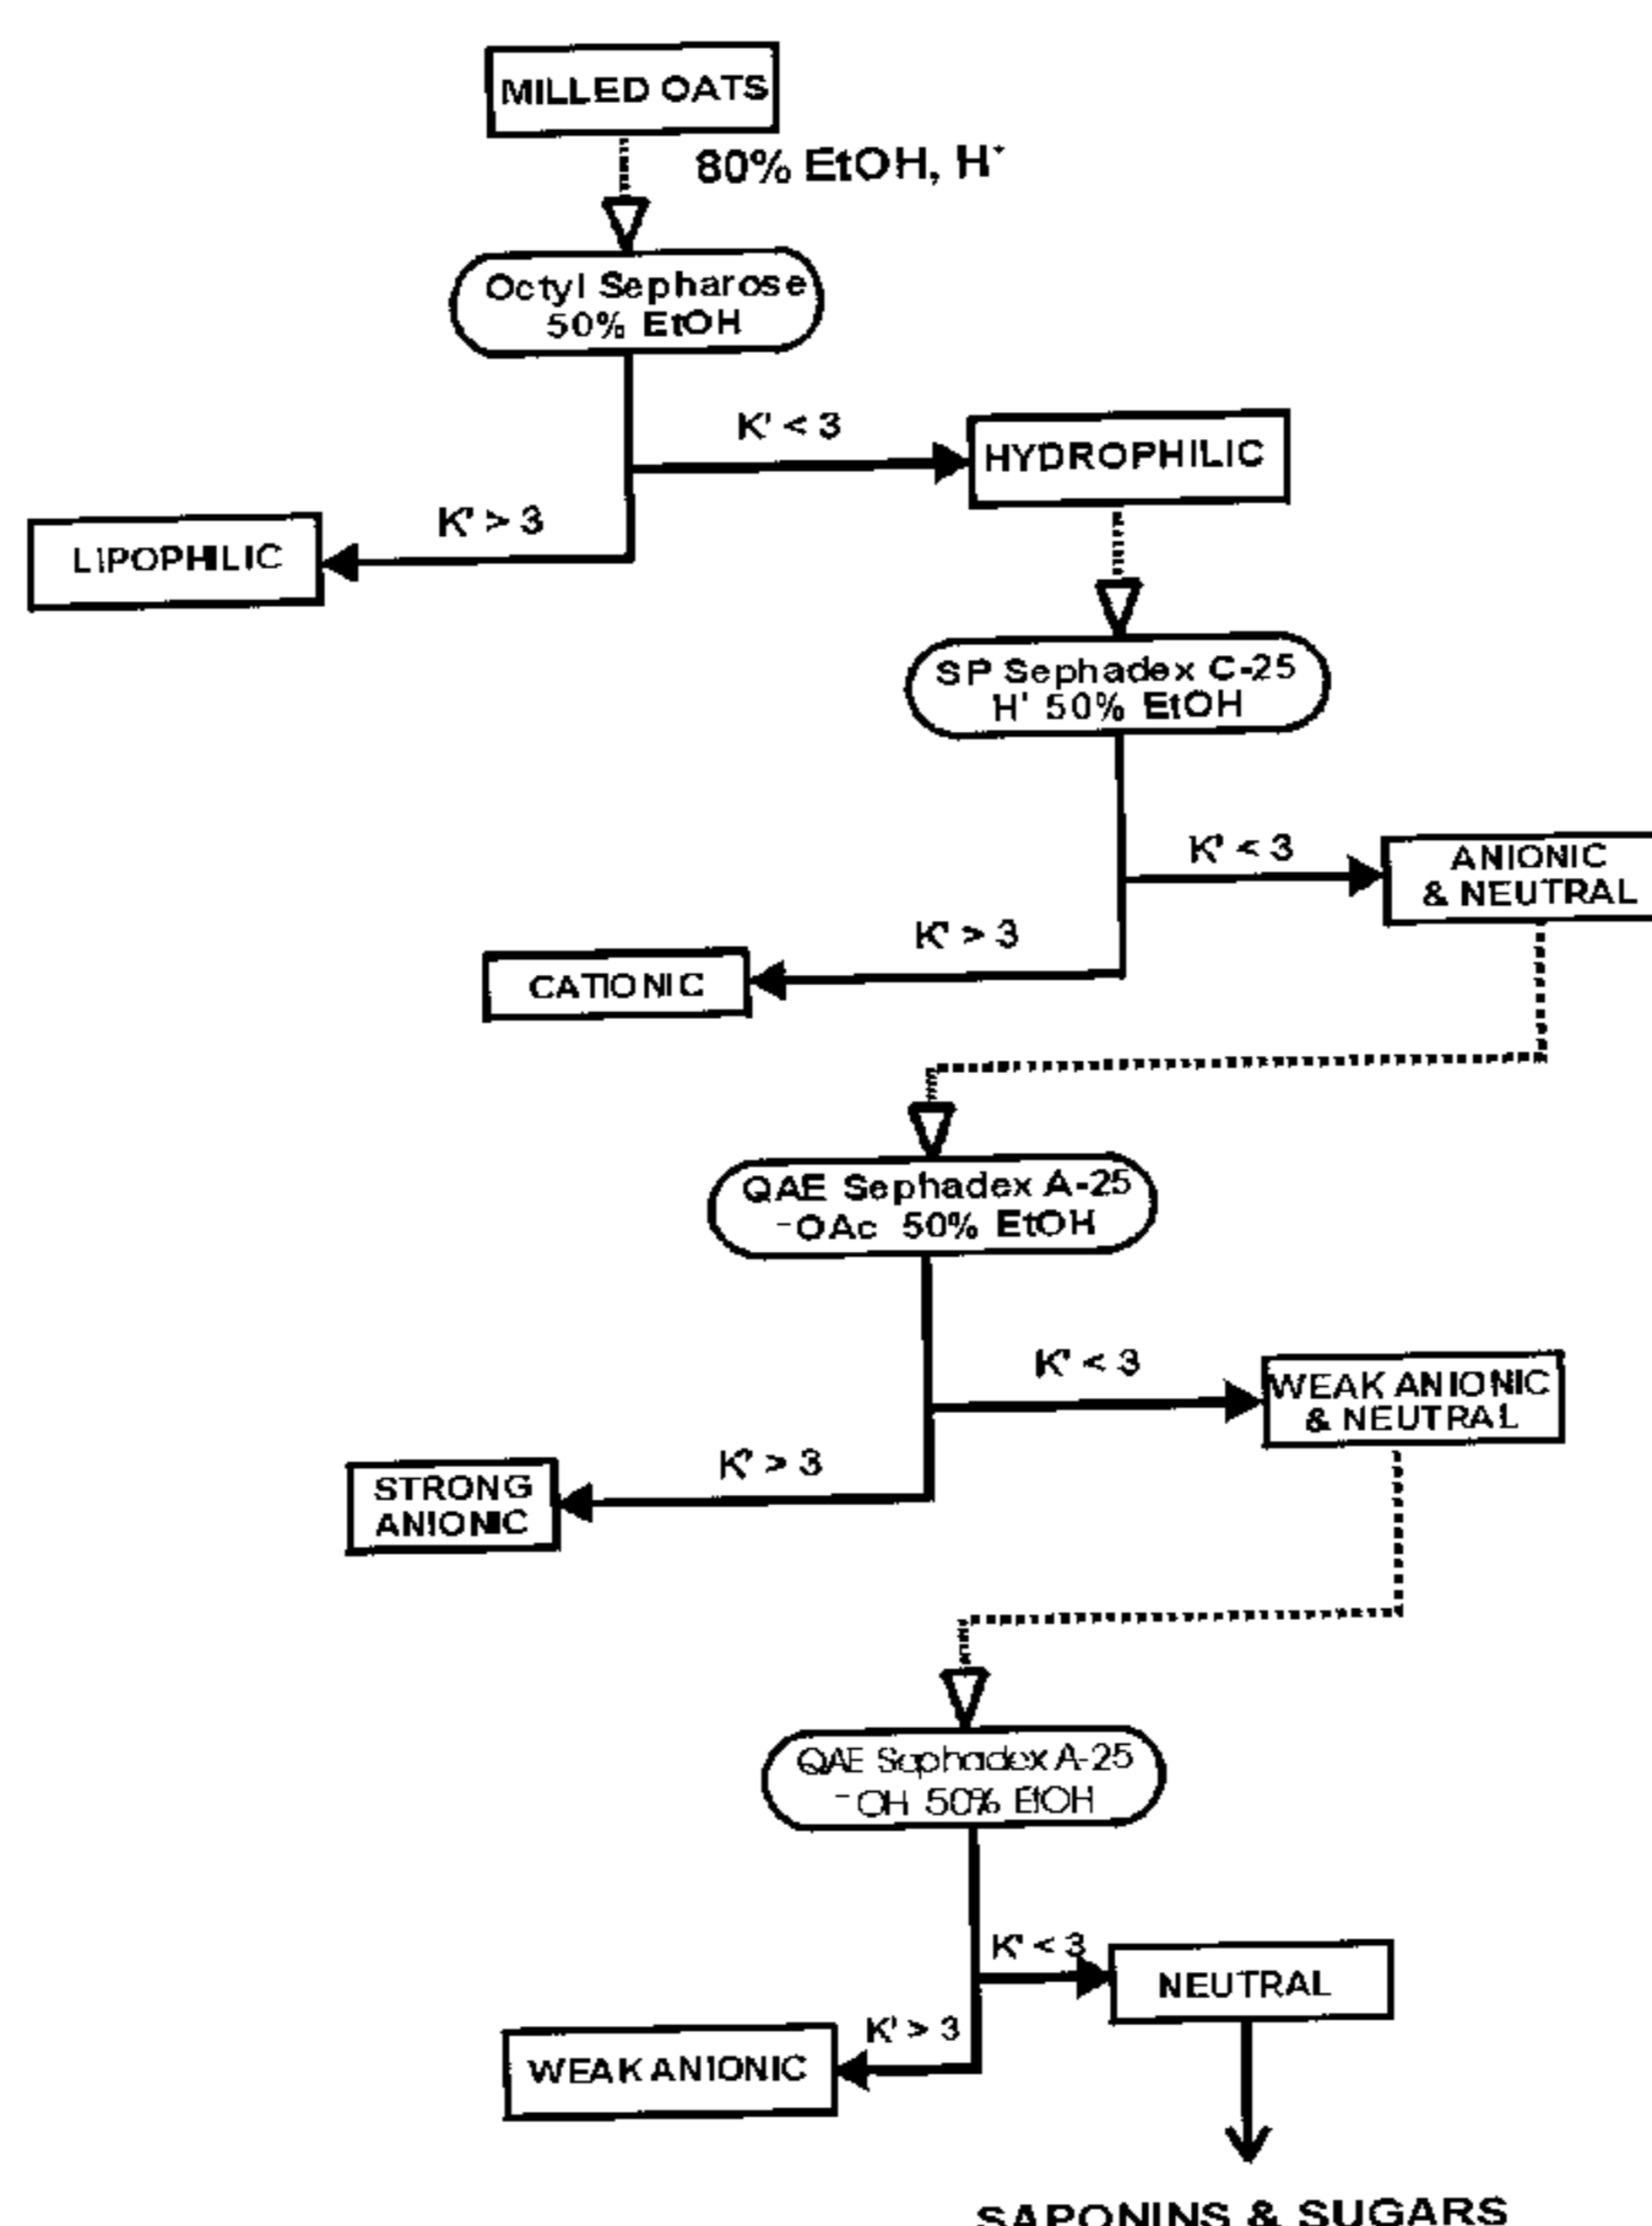 MILLED OATS
80% EtOH, H⁺
Octyl Sepharose
50% EtOH
K' < 3
HYDROPHILIC
K' > 3
LIPOPHILIC
SP Sephadex C-25
H' 50% EtOH
K' < 3
ANIONIC
& NEUTRAL
K' > 3
CATIONIC
QAE Sephadex A-25
⁻OAc 50% EtOH
K' < 3
WEAK ANIONIC
& NEUTRAL
K' > 3
STRONG
ANIONIC
QAE Sephadex A-25
⁻OH 50% EtOH
K' < 3
NEUTRAL
K' > 3
WEAK ANIONIC
SAPONINS & SUGARS